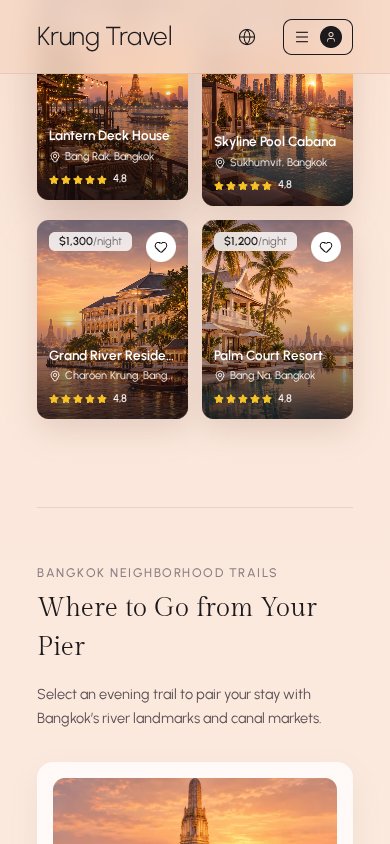 Krung Travel
Lantern Deck House
Bang Rak, Bangkok
4.8
Skyline Pool Cabana
Sukhumvit, Bangkok
4.8
$1,300/night
Grand River Reside...
Charoen Krung, Bang...
4.8
$1,200/night
Palm Court Resort
Bang Na, Bangkok
4.8
BANGKOK NEIGHBORHOOD TRAILS
Where to Go from Your
Pier
Select an evening trail to pair your stay with
Bangkok's river landmarks and canal markets.